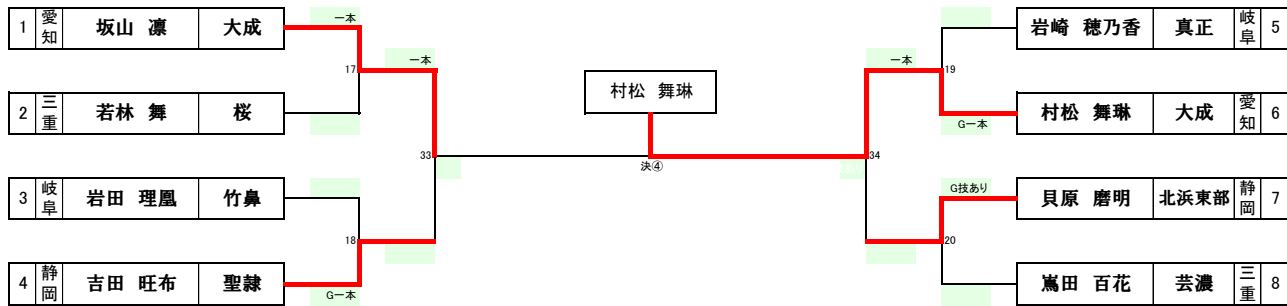 1 愛知 坂山 凛 大成
2 三重 若林 舞 桜
3 岐阜 岩田 理凰 竹鼻
4 静岡 吉田 旺布 聖隷
一本
17
一本
33
18
G一本
村松 舞琳
決④
一本
19
G一本
34
G技あり
20
岩崎 穂乃香 真正 岐阜 5
村松 舞琳 大成 愛知 6
貝原 磨明 北浜東部 静岡 7
嶌田 百花 芸濃 三重 8